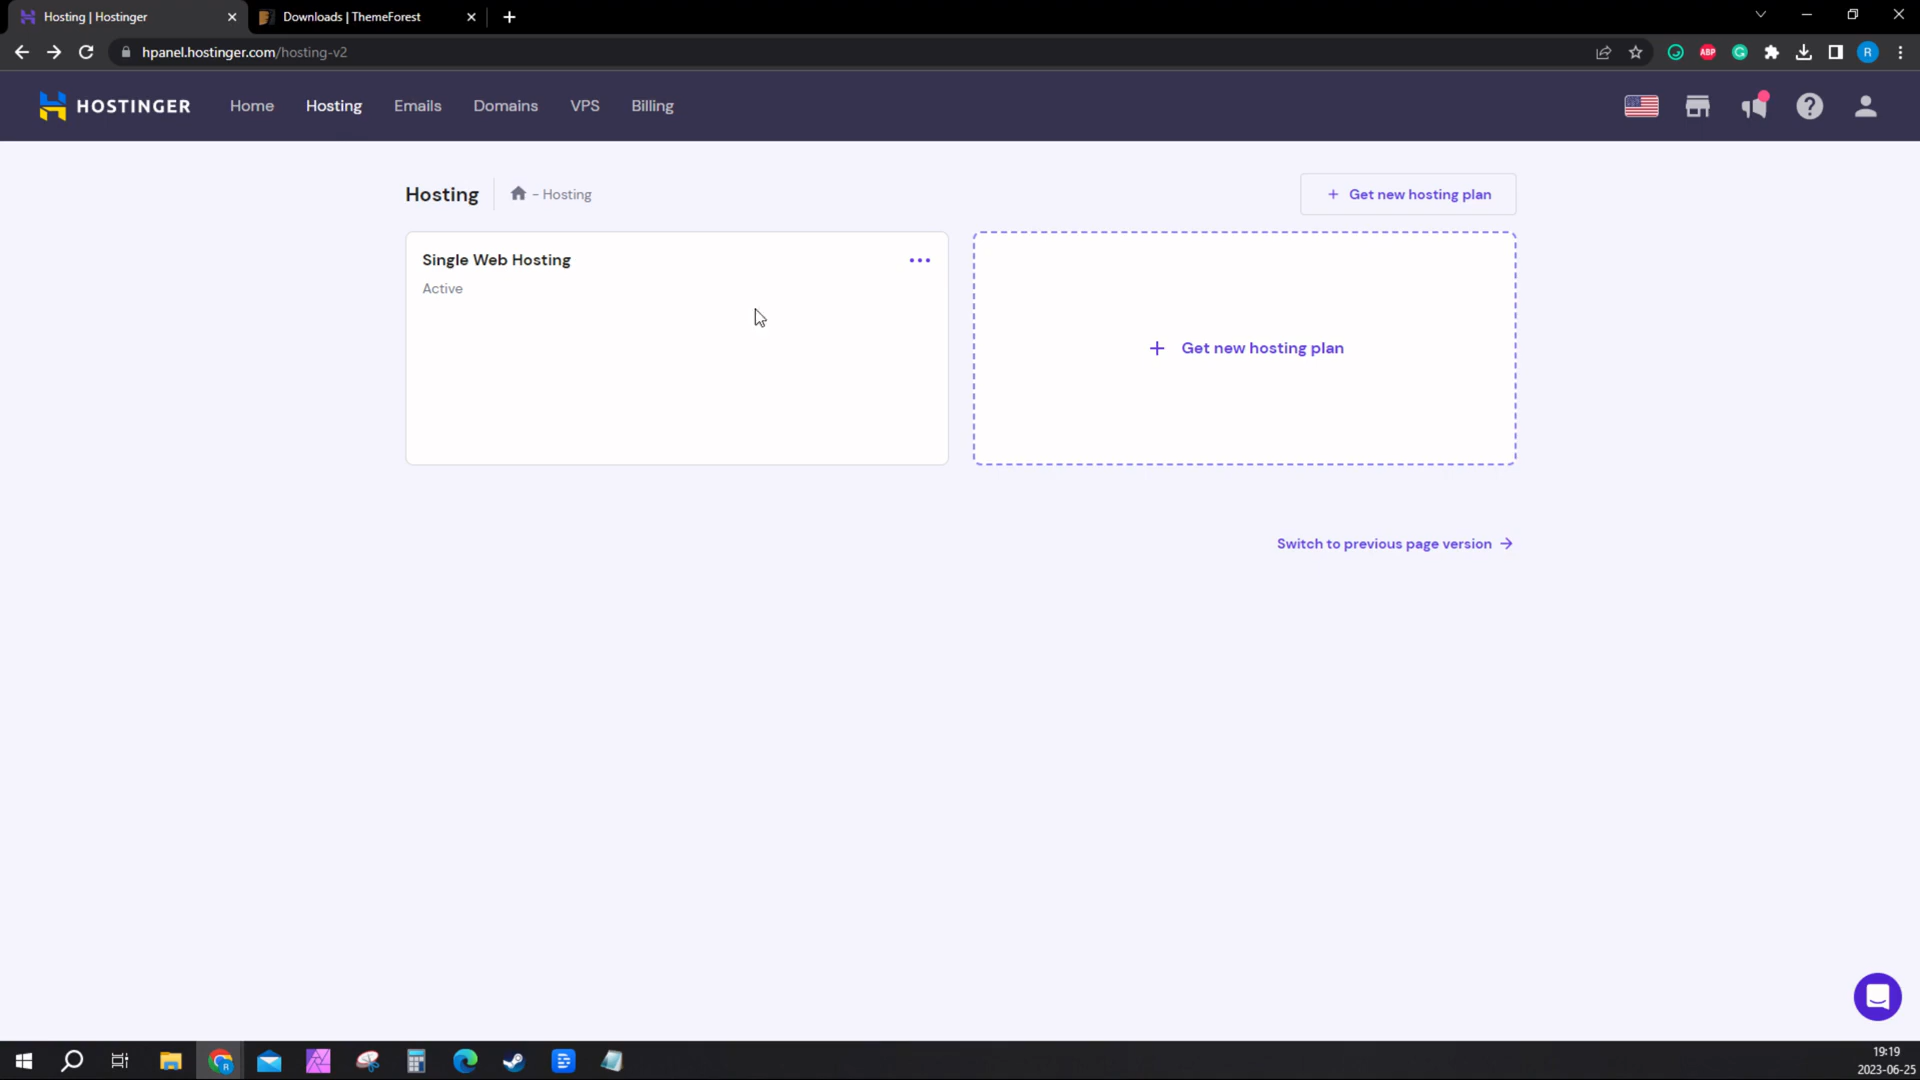 Hosting | Hostinger
Downloads | ThemeForest
hpanel.hostinger.com/hosting-v2
ABP
R
HOSTINGER
Home
Hosting
Emails
Domains
VPS
Billing
Hosting
- Hosting
+ Get new hosting plan
Single Web Hosting
Active
+ Get new hosting plan
Switch to previous page version →
19:19
2023-06-25